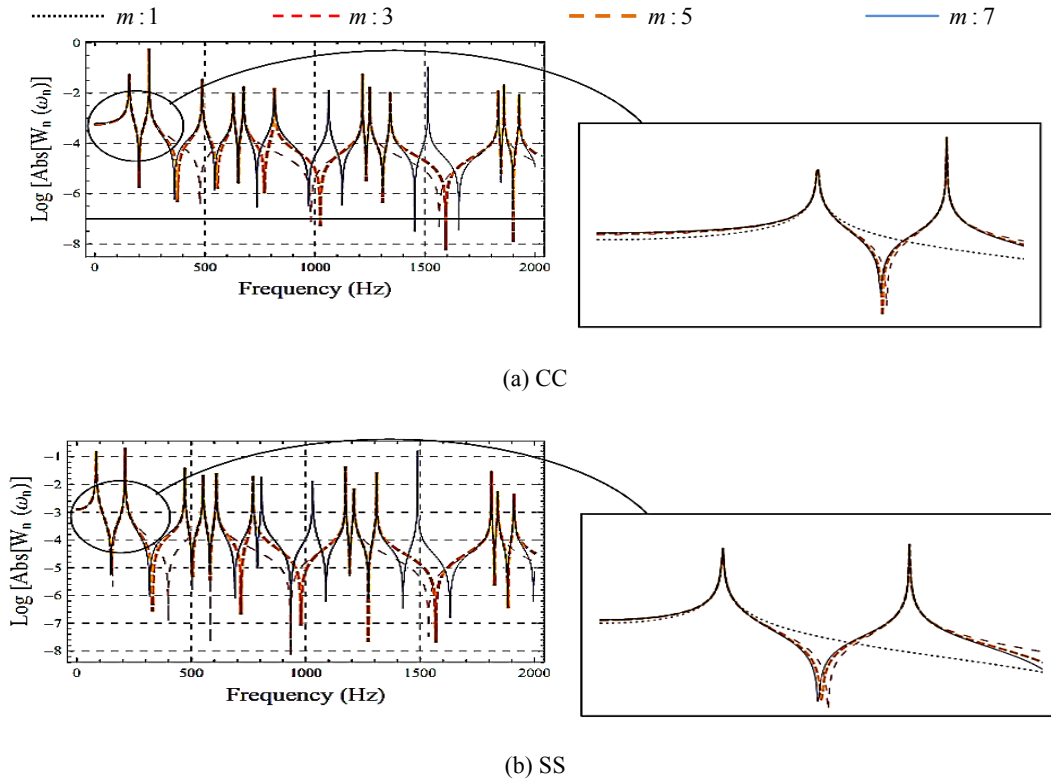 m : 1 m : 3 m : 5 m : 7
0
−2
−4
−6
−8
Log [Abs[Wn (ωn)]
0 500 1000 1500 2000
Frequency (Hz)
(a) CC
−1
−2
−3
−4
−5
−6
−7
−8
Log [Abs[Wn (ωn)]
0 500 1000 1500 2000
Frequency (Hz)
(b) SS